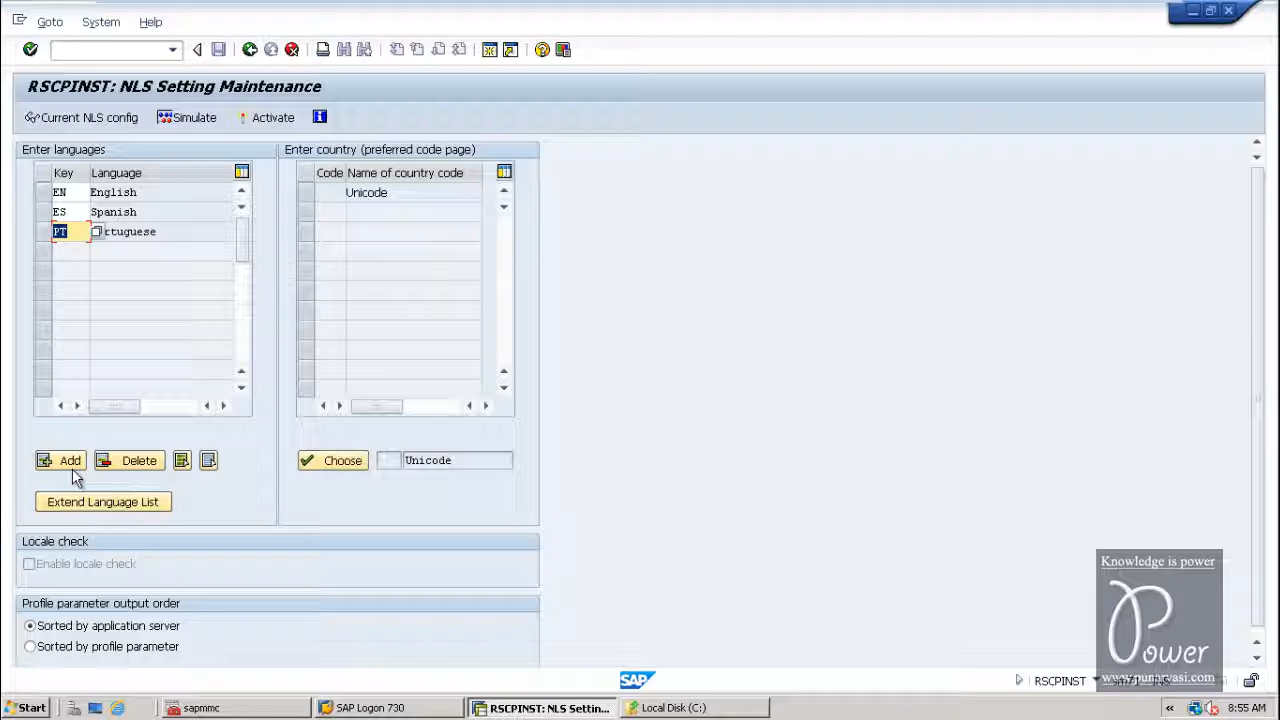 Goto System Help
RSCPINST: NLS Setting Maintenance
Current NLS config Simulate Activate
Enter languages
Key Language
EN English
ES Spanish
PT rtuguese
Add Delete
Extend Language List
Enter country (preferred code page)
Code Name of country code
Unicode
Choose Unicode
Locale check
Enable locale check
Profile parameter output order
Sorted by application server
Sorted by profile parameter
Knowledge is power
Power
www.punarvasi.com
SAP
RSCPINST
Start sapmmc SAP Logon 730 RSCPINST: NLS Settin... Local Disk (C:) « 8:55 AM